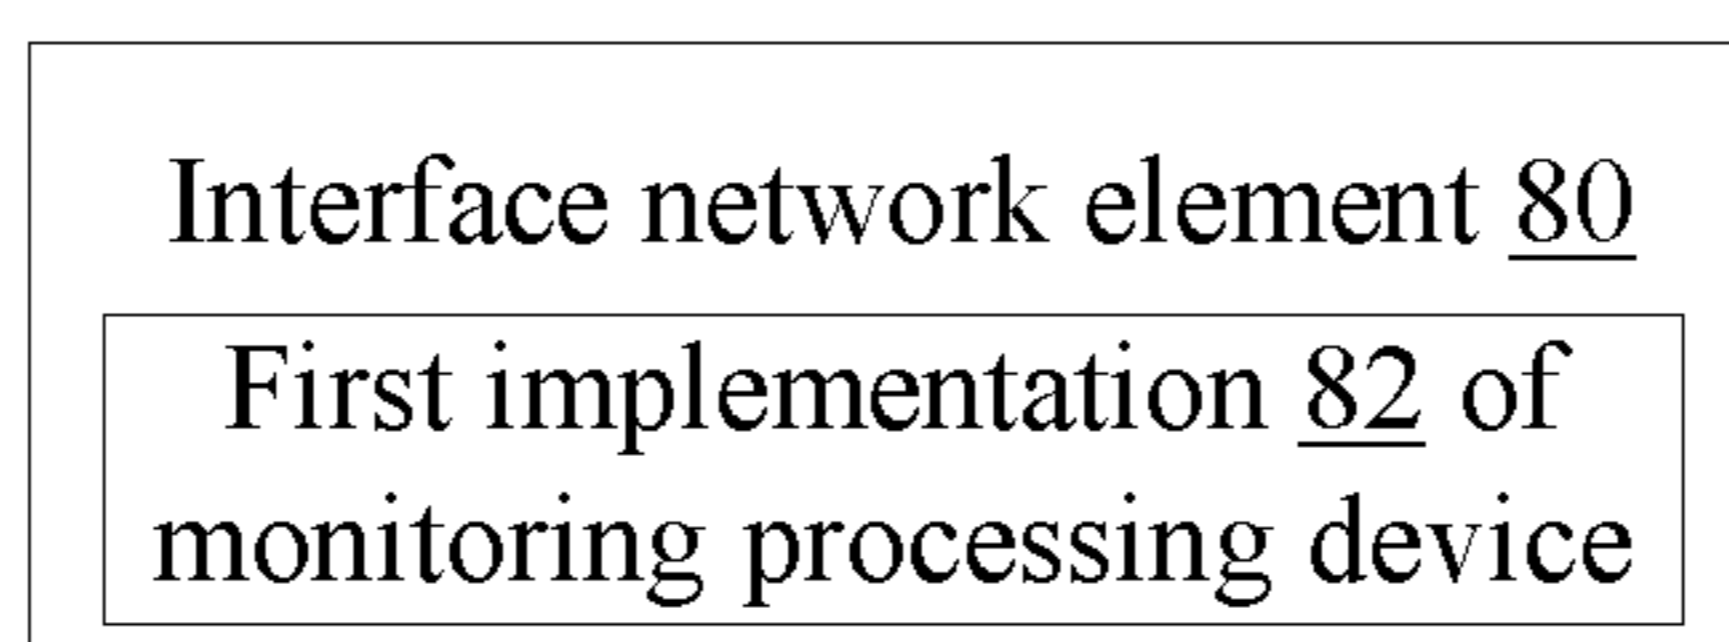 Interface network element 80
First implementation 82 of
monitoring processing device